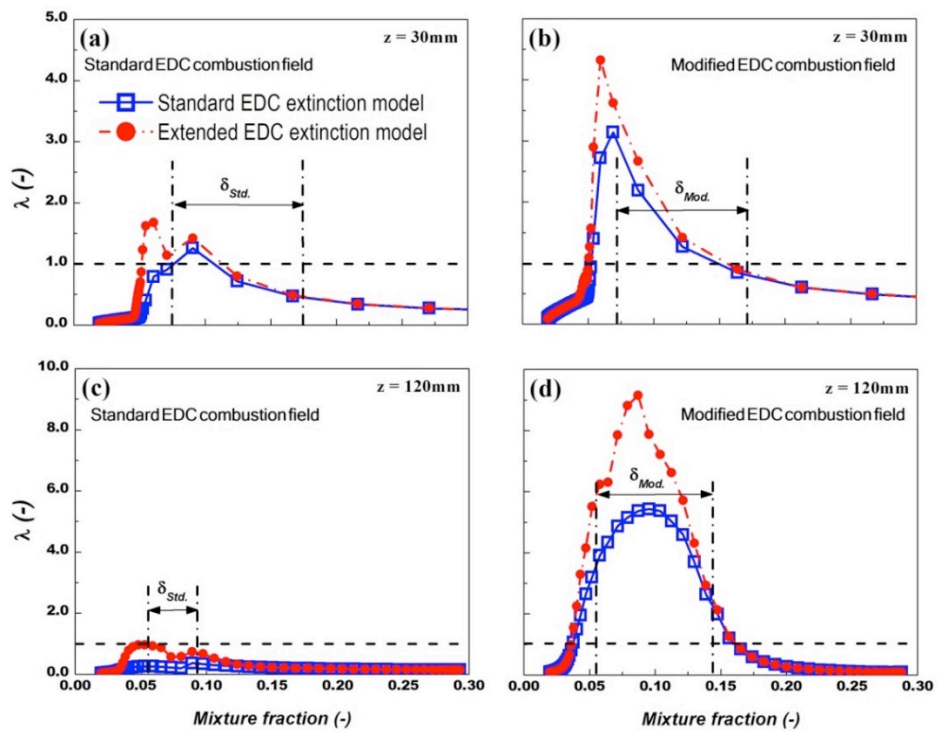 5.0
(a)
z = 30mm
Standard EDC combustion field
4.0
Standard EDC extinction model
Extended EDC extinction model
3.0
λ (-)
2.0
δStd.
1.0
0.0
(b)
z = 30mm
Modified EDC combustion field
δMod.
10.0
(c)
z = 120mm
Standard EDC combustion field
8.0
6.0
λ (-)
4.0
2.0
δStd.
1.0
0.0
0.00 0.05 0.10 0.15 0.20 0.25 0.30
Mixture fraction (-)
(d)
z = 120mm
Modified EDC combustion field
δMod.
0.00 0.05 0.10 0.15 0.20 0.25 0.30
Mixture fraction (-)